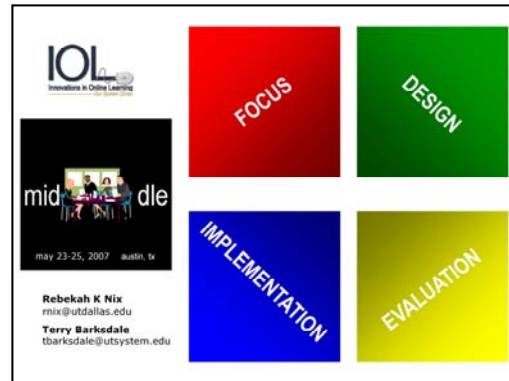 IOL
Innovations in Online Learning
mid dle
may 23-25, 2007 austin, tx
Rebekah K Nix
rnix@utdallas.edu
Terry Barksdale
tbarksdale@utsystem.edu
FOCUS
DESIGN
IMPLEMENTATION
EVALUATION